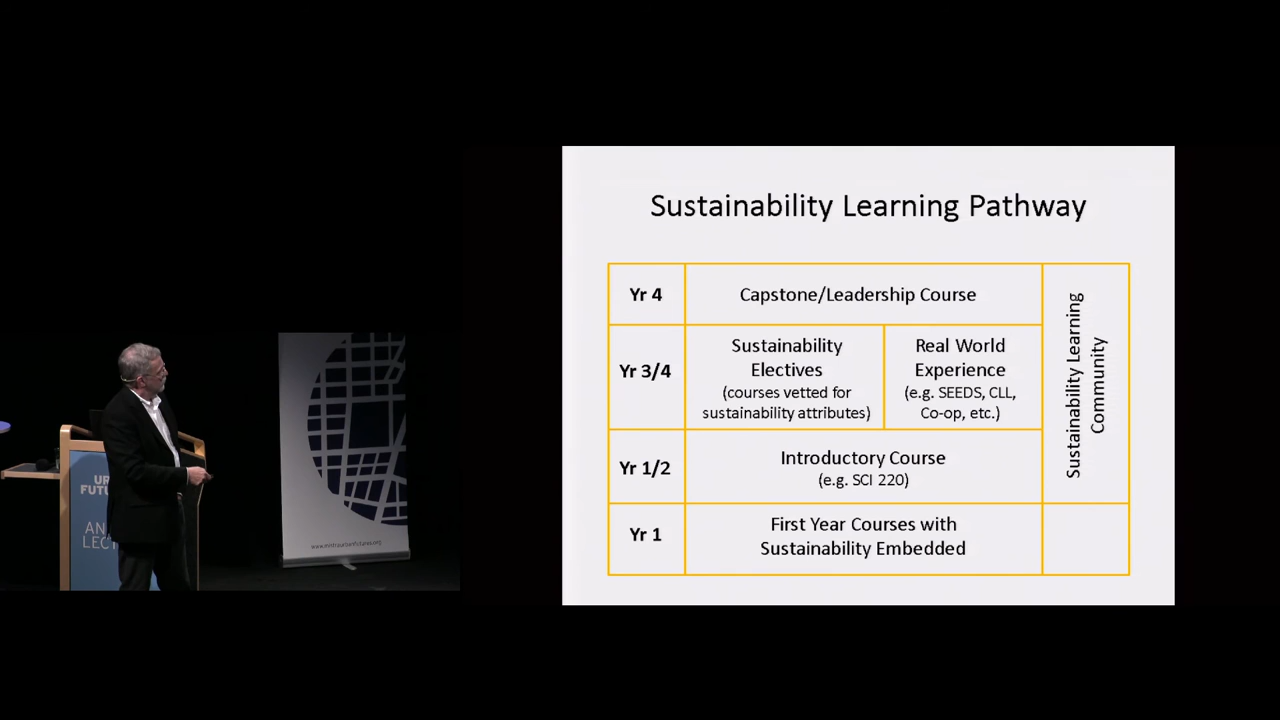 Sustainability Learning Pathway
Yr 4
Capstone/Leadership Course
Yr 3/4
Sustainability
Electives
(courses vetted for
sustainability attributes)
Real World
Experience
(e.g. SEEDS, CLL,
Co-op, etc.)
Yr 1/2
Introductory Course
(e.g. SCI 220)
Yr 1
First Year Courses with
Sustainability Embedded
Sustainability Learning
Community